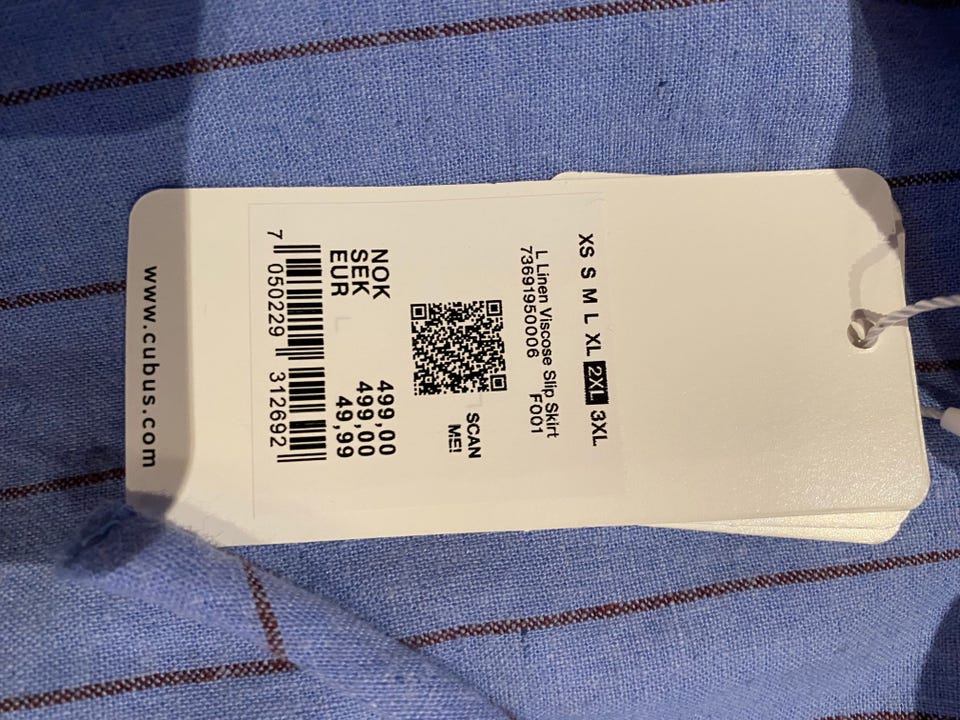 XS S M L XL 2XL 3XL
L Linen Viscose Slip Skirt
73691950006 F001
SCAN
ME!
NOK 499,00
SEK 499,00
EUR 49,99
7 050229 312692
www.cubus.com